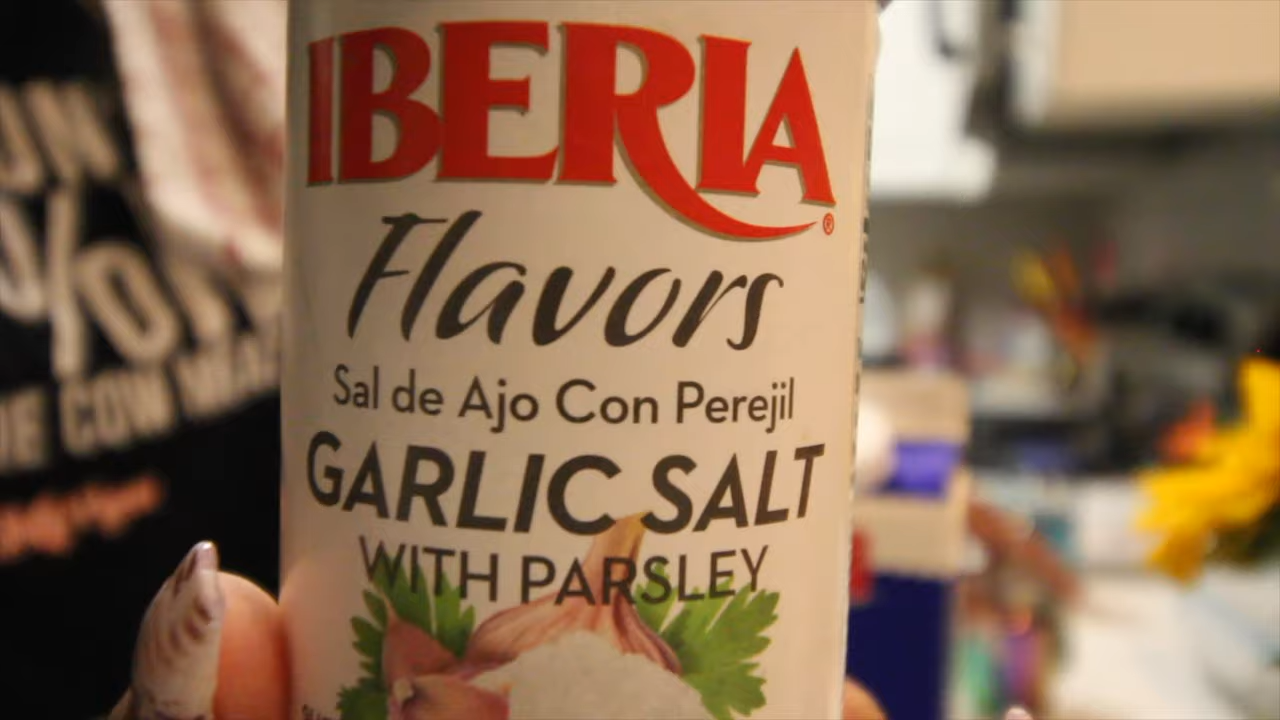 IBERIA®
Flavors
Sal de Ajo Con Perejil
GARLIC SALT
WITH PARSLEY